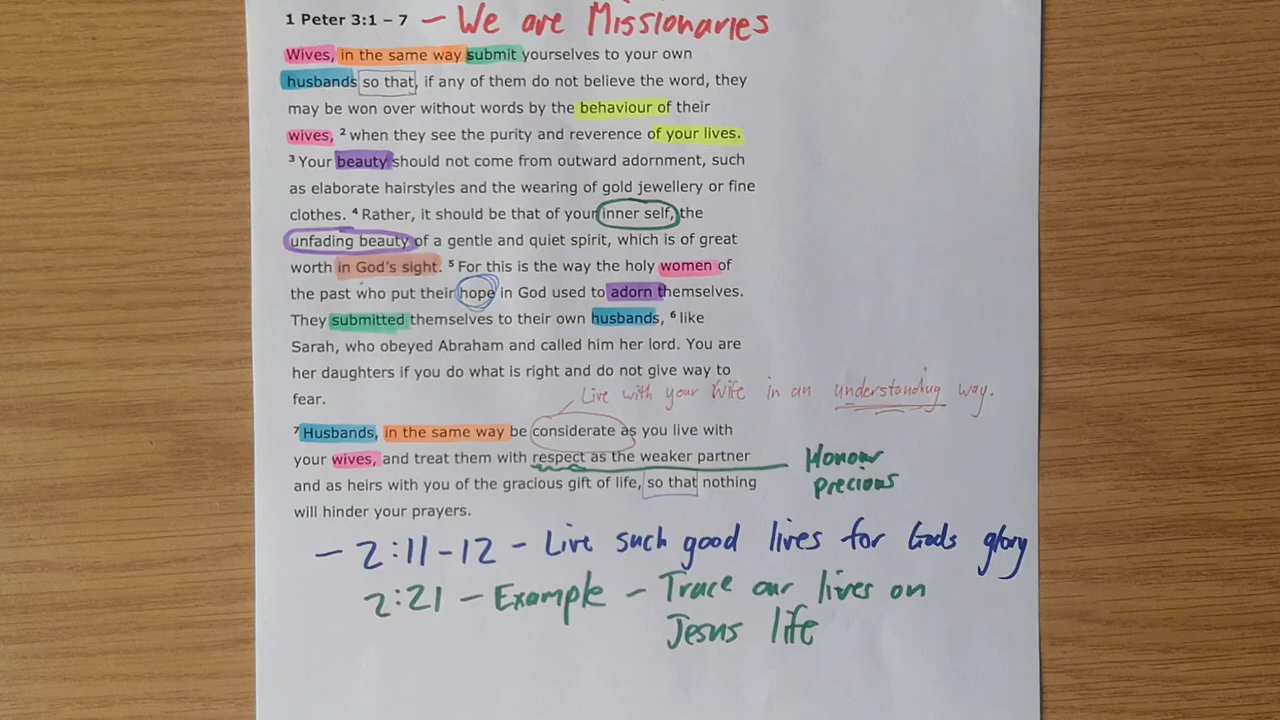 1 Peter 3:1 – 7 — We are Missionaries
Wives, in the same way submit yourselves to your own
husbands so that, if any of them do not believe the word, they
may be won over without words by the behaviour of their
wives, ² when they see the purity and reverence of your lives.
³ Your beauty should not come from outward adornment, such
as elaborate hairstyles and the wearing of gold jewellery or fine
clothes. ⁴ Rather, it should be that of your inner self, the
unfading beauty of a gentle and quiet spirit, which is of great
worth in God's sight. ⁵ For this is the way the holy women of
the past who put their hope in God used to adorn themselves.
They submitted themselves to their own husbands, ⁶ like
Sarah, who obeyed Abraham and called him her lord. You are
her daughters if you do what is right and do not give way to
fear.
Live with your wife in an understanding way.
⁷ Husbands, in the same way be considerate as you live with
your wives, and treat them with respect as the weaker partner
Honour
and as heirs with you of the gracious gift of life, so that nothing
Precious
will hinder your prayers.
— 2:11-12 - Live such good lives for Gods glory
2:21 - Example - Trace our lives on
Jesus life